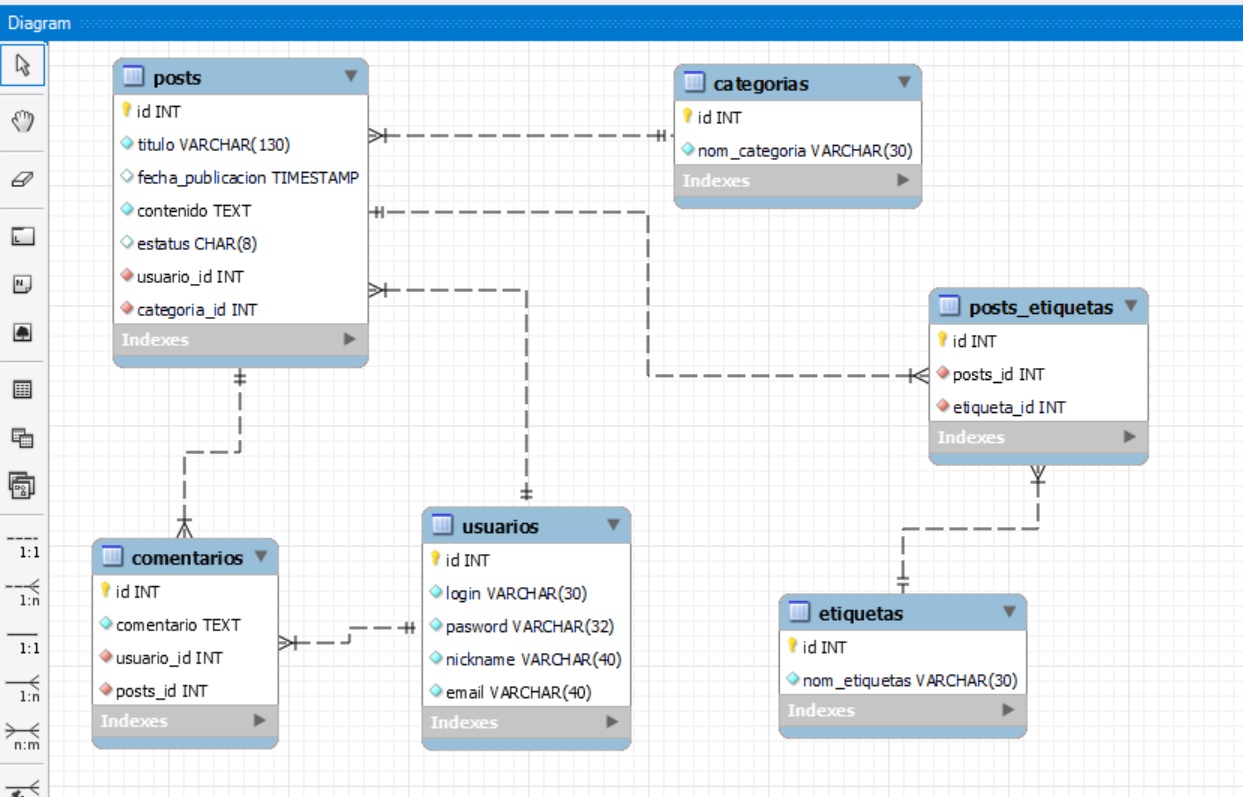 Diagram
posts
id INT
titulo VARCHAR(130)
fecha_publicacion TIMESTAMP
contenido TEXT
estatus CHAR(8)
usuario_id INT
categoria_id INT
Indexes
categorias
id INT
nom_categoria VARCHAR(30)
Indexes
posts_etiquetas
id INT
posts_id INT
etiqueta_id INT
Indexes
comentarios
id INT
comentario TEXT
usuario_id INT
posts_id INT
Indexes
usuarios
id INT
login VARCHAR(30)
pasword VARCHAR(32)
nickname VARCHAR(40)
email VARCHAR(40)
Indexes
etiquetas
id INT
nom_etiquetas VARCHAR(30)
Indexes
1:1
1:n
1:1
1:n
n:m